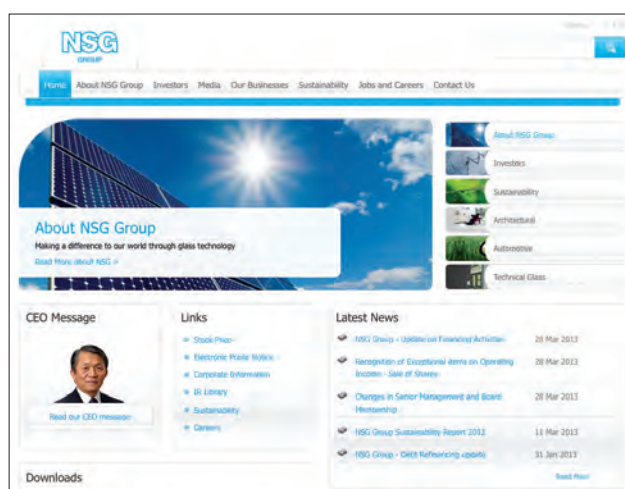 NSG
GROUP
Home About NSG Group Investors Media Our Businesses Sustainability Jobs and Careers Contact Us
About NSG Group
Making a difference to our world through glass technology
Read More about NSG »
About NSG Group
Investors
Sustainability
Architectural
Automotive
Technical Glass
CEO Message
Read our CEO message
Links
Stock Price
Electronic Public Notice
Corporate Information
IR Library
Sustainability
Careers
Latest News
NSG Group - Update on Financing Activities 28 Mar 2013
Recognition of Exceptional items on Operating 28 Mar 2013
Income - Sale of Shares
Changes in Senior Management and Board 28 Mar 2013
Membership
NSG Group Sustainability Report 2012 11 Mar 2013
NSG Group - Debt Refinancing update 31 Jan 2013
Read More
Downloads